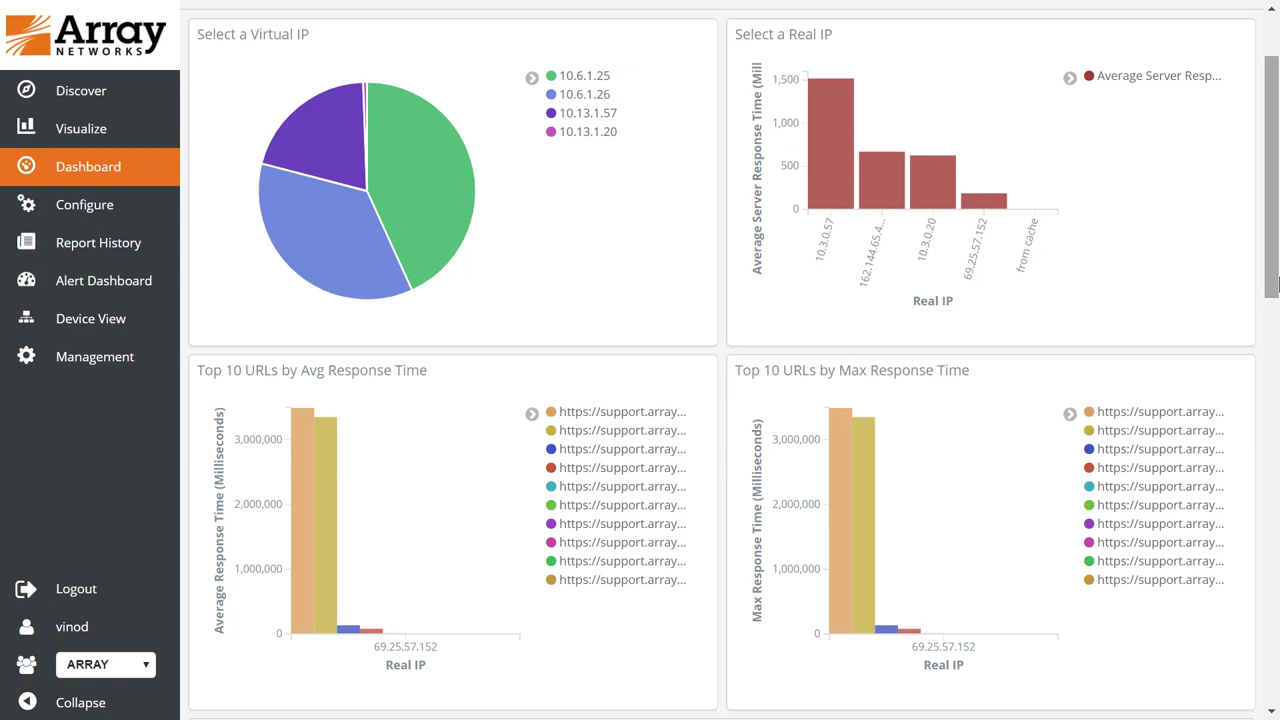 Array
NETWORKS
Discover
Visualize
Dashboard
Configure
Report History
Alert Dashboard
Device View
Management
Logout
vinod
ARRAY
Collapse
Select a Virtual IP
10.6.1.25
10.6.1.26
10.13.1.57
10.13.1.20
Select a Real IP
Average Server Response Time (Mill
1,500
1,000
500
0
10.3.0.57
162.144.65.4...
10.3.0.20
69.25.57.152
from cache
Real IP
Average Server Resp...
Top 10 URLs by Avg Response Time
Average Response Time (Milliseconds)
3,000,000
2,000,000
1,000,000
0
69.25.57.152
Real IP
https://support.array...
https://support.array...
https://support.array...
https://support.array...
https://support.array...
https://support.array...
https://support.array...
https://support.array...
https://support.array...
https://support.array...
Top 10 URLs by Max Response Time
Max Response Time (Milliseconds)
3,000,000
2,000,000
1,000,000
0
69.25.57.152
Real IP
https://support.array...
https://support.array...
https://support.array...
https://support.array...
https://support.array...
https://support.array...
https://support.array...
https://support.array...
https://support.array...
https://support.array...